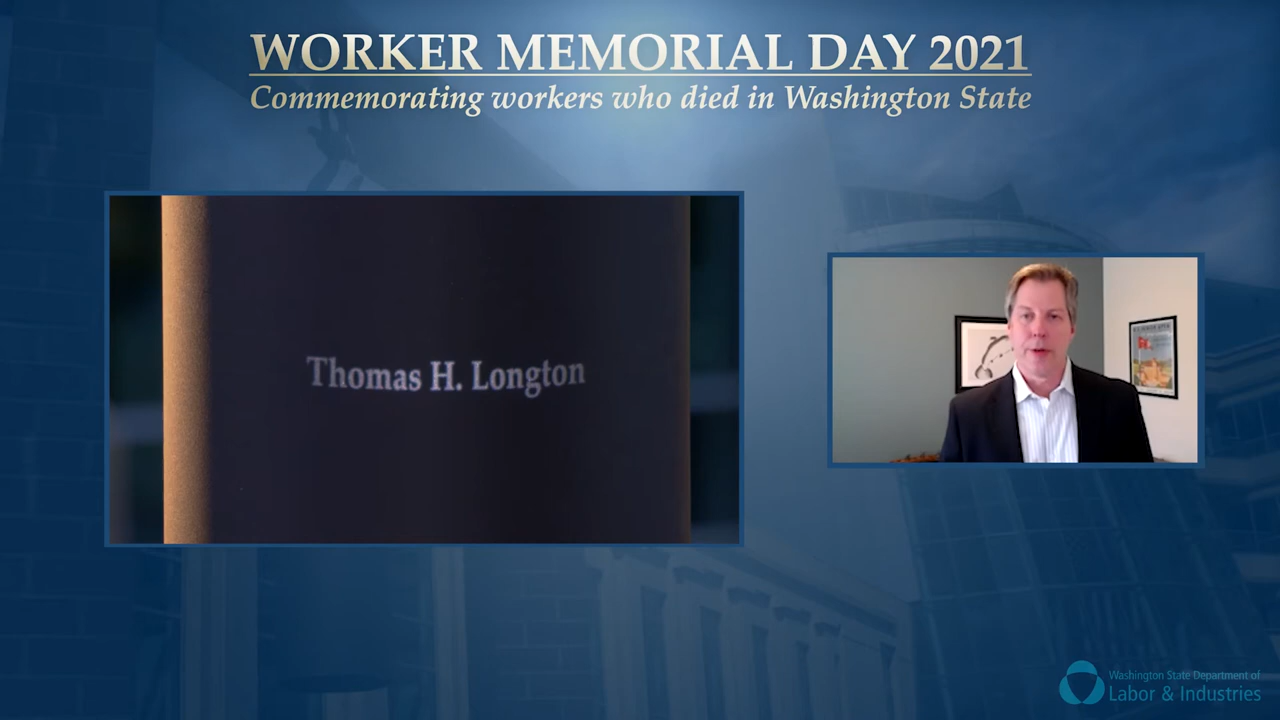 WORKER MEMORIAL DAY 2021
Commemorating workers who died in Washington State
Thomas H. Longton
Washington State Department of
Labor & Industries